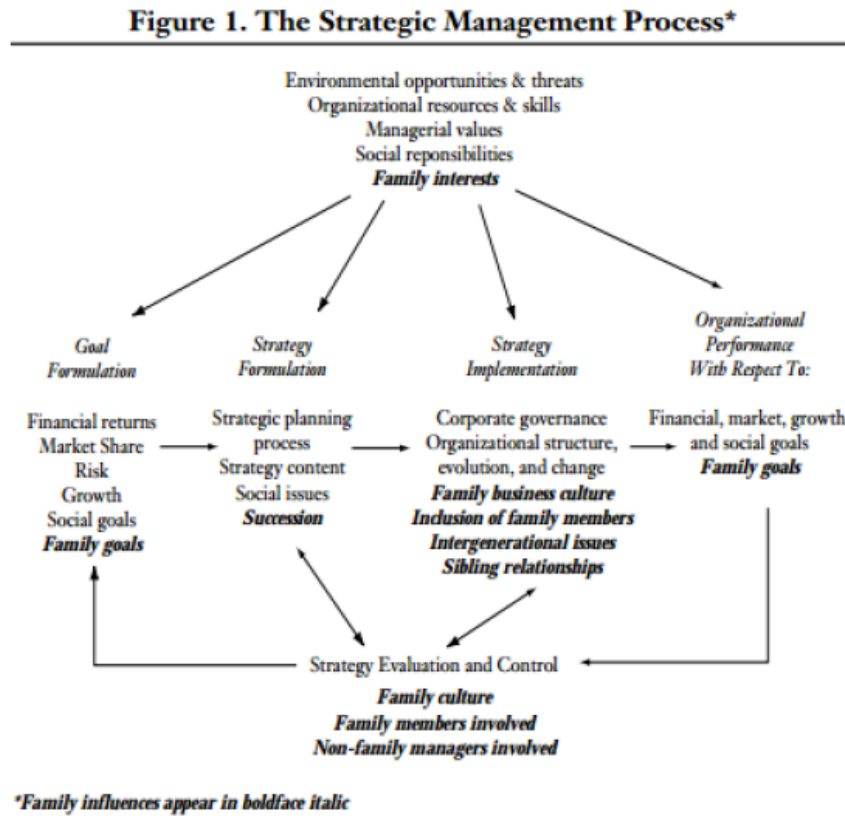 Figure 1. The Strategic Management Process*
Environmental opportunities & threats
Organizational resources & skills
Managerial values
Social reponsibilities
Family interests
Goal
Formulation
Strategy
Formulation
Strategy
Implementation
Organizational
Performance
With Respect To:
Financial returns
Market Share
Risk
Growth
Social goals
Family goals
Strategic planning
process
Strategy content
Social issues
Succession
Corporate governance
Organizational structure,
evolution, and change
Family business culture
Inclusion of family members
Intergenerational issues
Sibling relationships
Financial, market, growth
and social goals
Family goals
Strategy Evaluation and Control
Family culture
Family members involved
Non-family managers involved
*Family influences appear in boldface italic